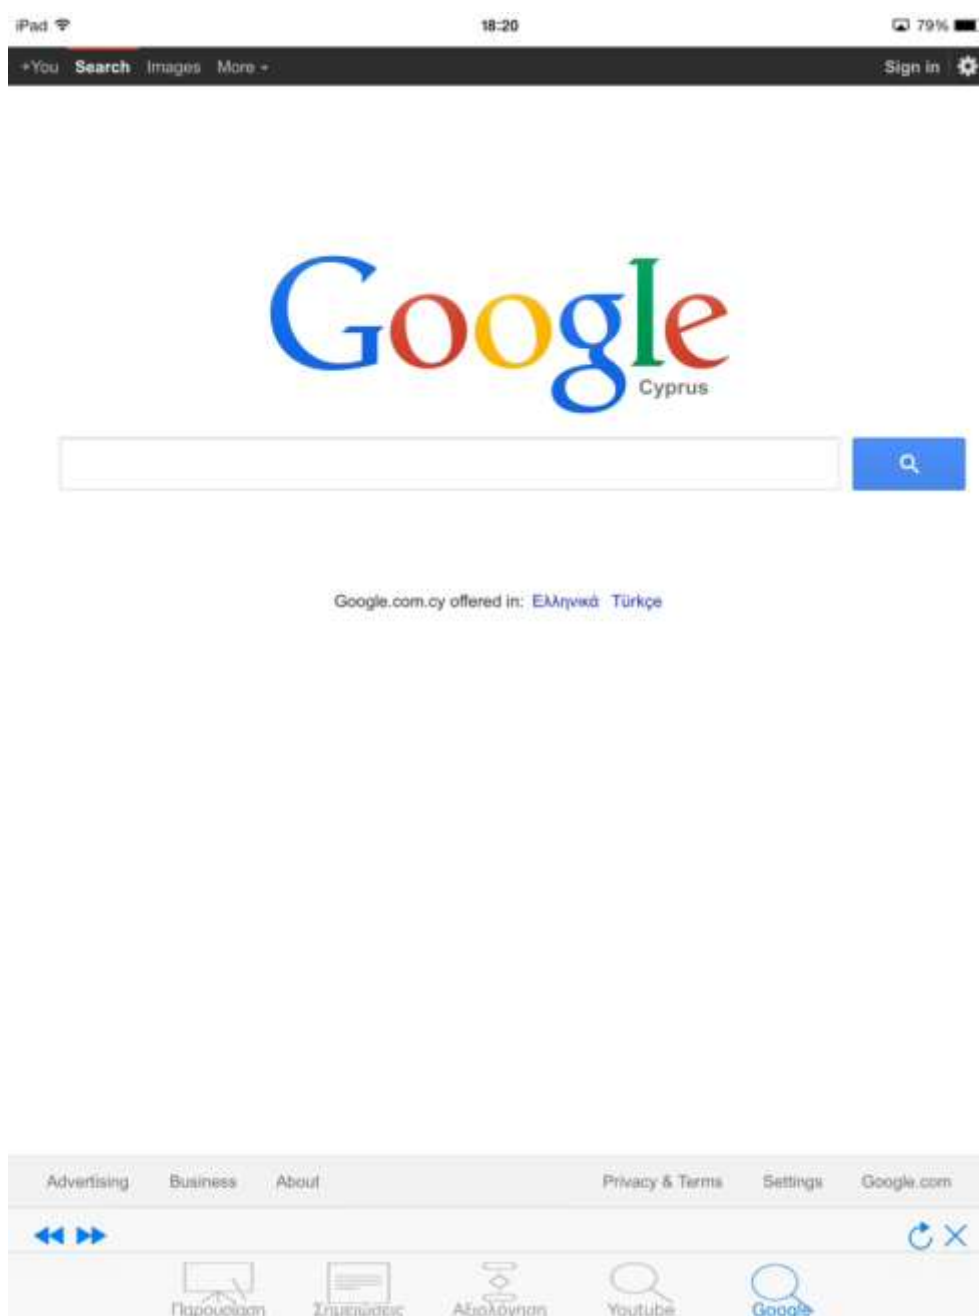 iPad 18:20 79%
+You Search Images More Sign in
Google
Cyprus
Google.com.cy offered in: Ελληνικά Türkçe
Advertising Business About Privacy & Terms Settings Google.com
Παρουσίαση Σημειώσεις Αξιολόγηση Youtube Google